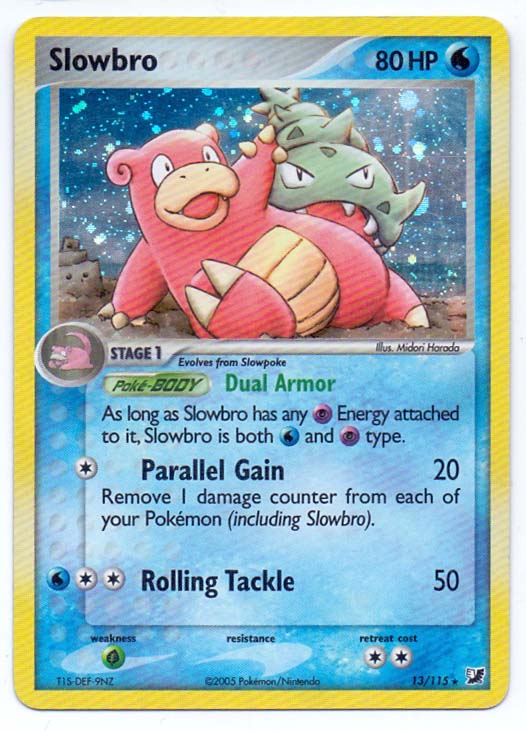 Slowbro 80 HP
Illus. Midori Harada
STAGE 1
Evolves from Slowpoke
Poké-BODY Dual Armor
As long as Slowbro has any Energy attached
to it, Slowbro is both and type.
Parallel Gain 20
Remove 1 damage counter from each of
your Pokémon (including Slowbro).
Rolling Tackle 50
weakness resistance retreat cost
T1S-DEF-9NZ ©2005 Pokémon/Nintendo 13/115 ★